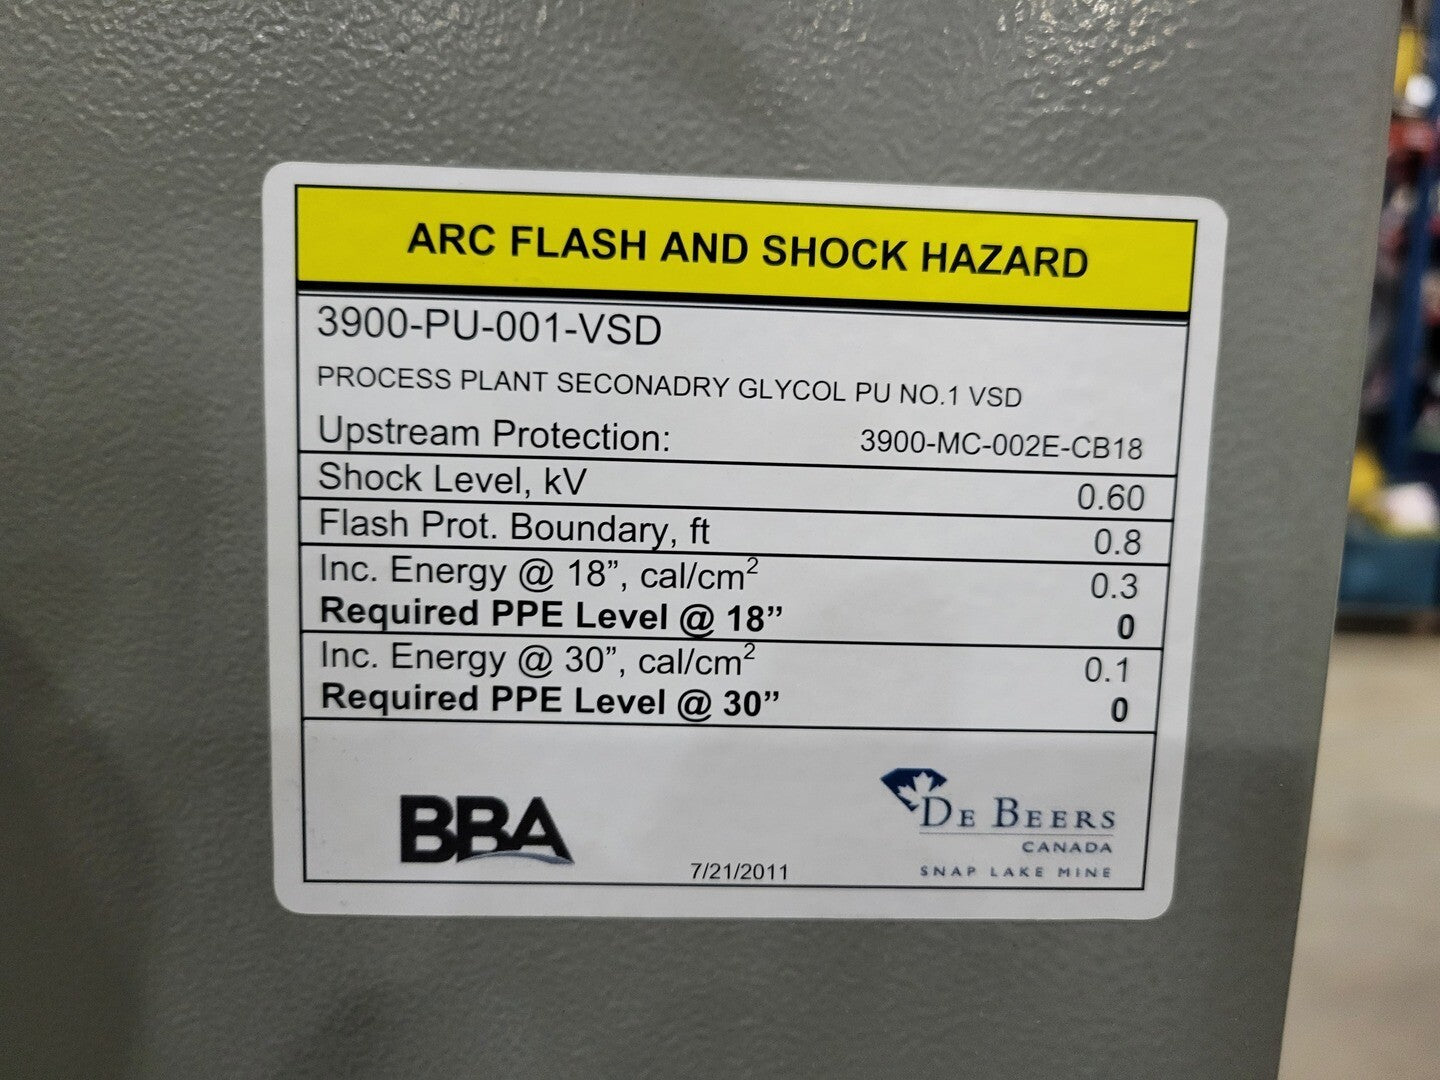 ARC FLASH AND SHOCK HAZARD
3900-PU-001-VSD
PROCESS PLANT SECONADRY GLYCOL PU NO.1 VSD
Upstream Protection: 3900-MC-002E-CB18
Shock Level, kV 0.60
Flash Prot. Boundary, ft 0.8
Inc. Energy @ 18”, cal/cm² 0.3
Required PPE Level @ 18” 0
Inc. Energy @ 30”, cal/cm² 0.1
Required PPE Level @ 30” 0
BBA
7/21/2011
DE BEERS
CANADA
SNAP LAKE MINE